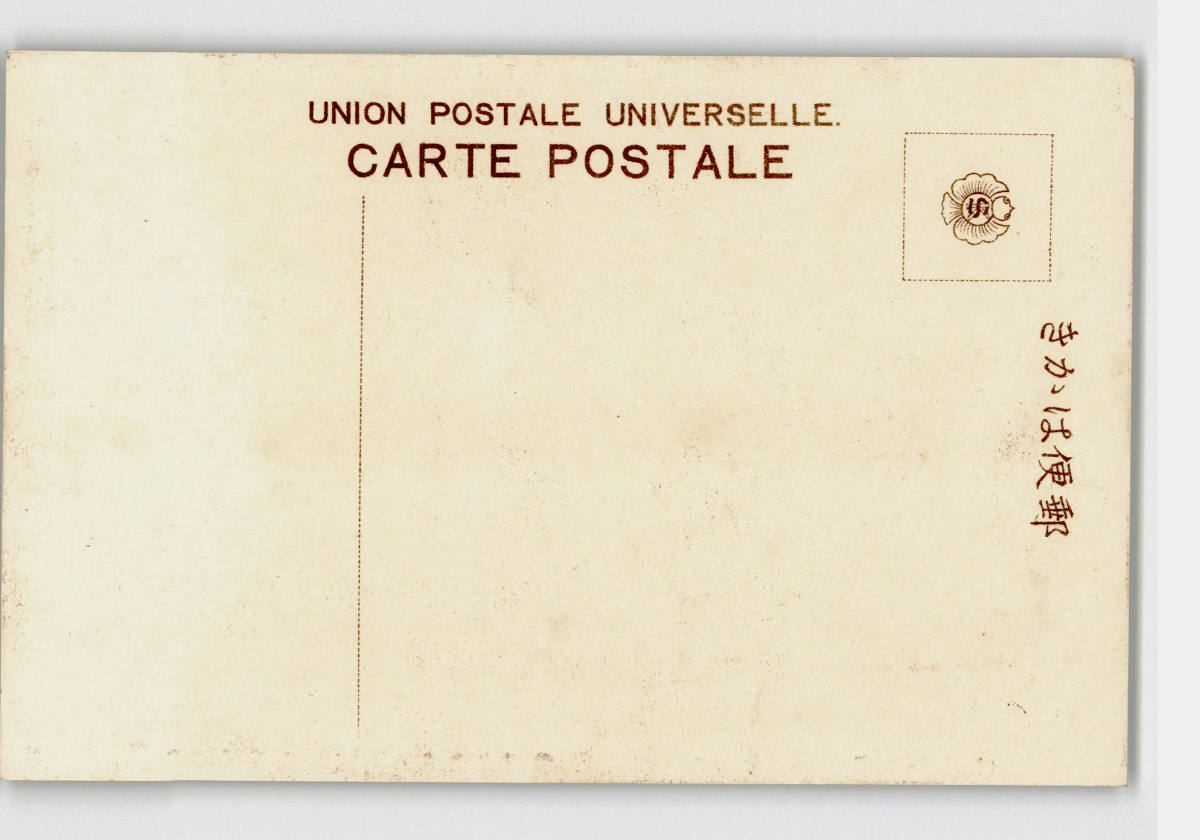 UNION POSTALE UNIVERSELLE.
CARTE POSTALE
郵便はかき